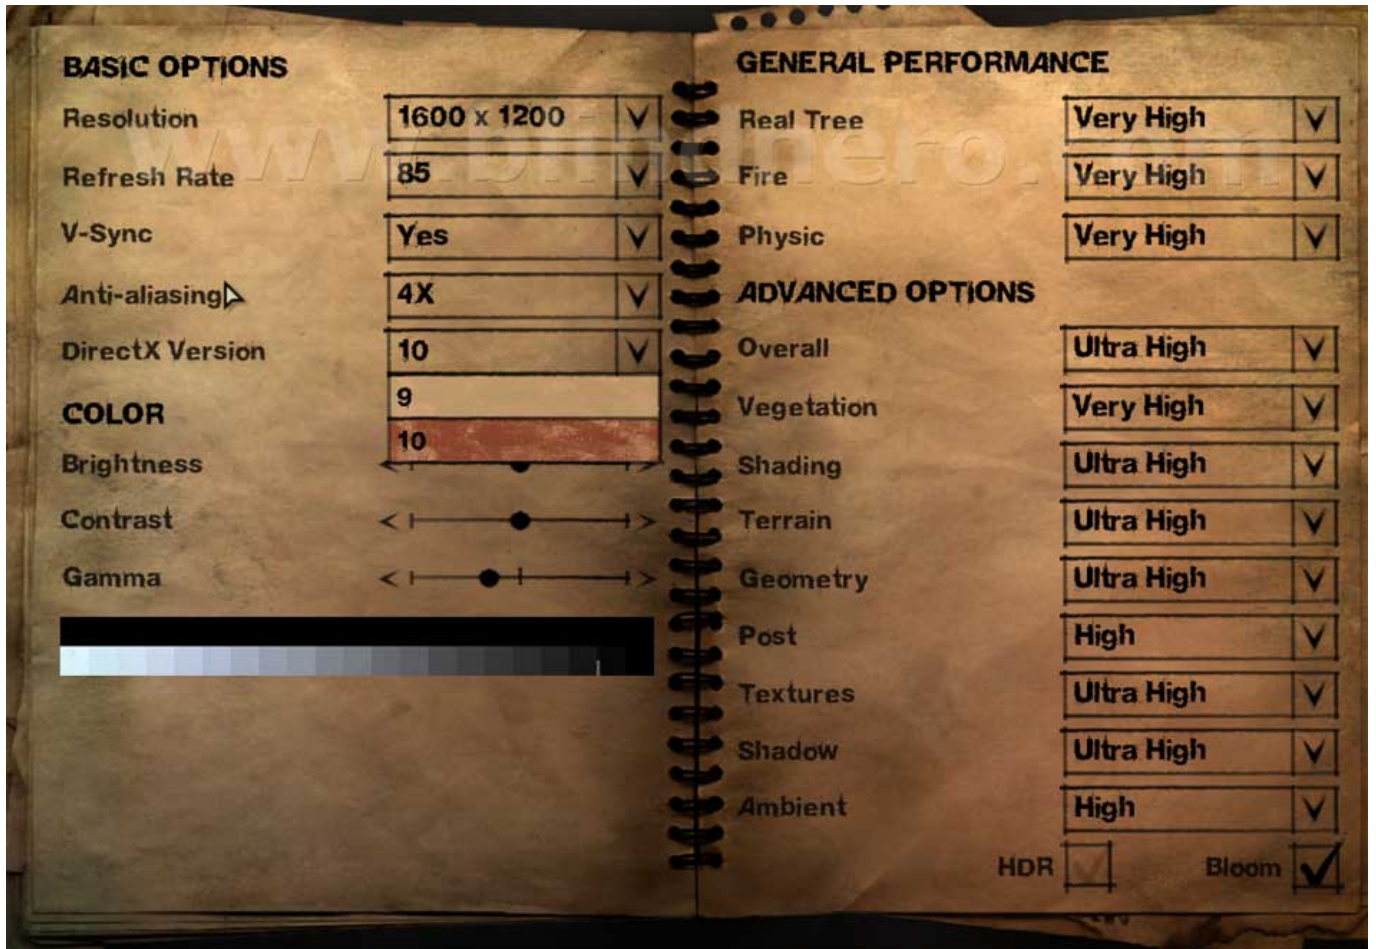 BASIC OPTIONS
Resolution 1600 x 1200
Refresh Rate 85
V-Sync Yes
Anti-aliasing 4X
DirectX Version 10
9
10
COLOR
Brightness
Contrast
Gamma
GENERAL PERFORMANCE
Real Tree Very High
Fire Very High
Physic Very High
ADVANCED OPTIONS
Overall Ultra High
Vegetation Very High
Shading Ultra High
Terrain Ultra High
Geometry Ultra High
Post High
Textures Ultra High
Shadow Ultra High
Ambient High
HDR Bloom